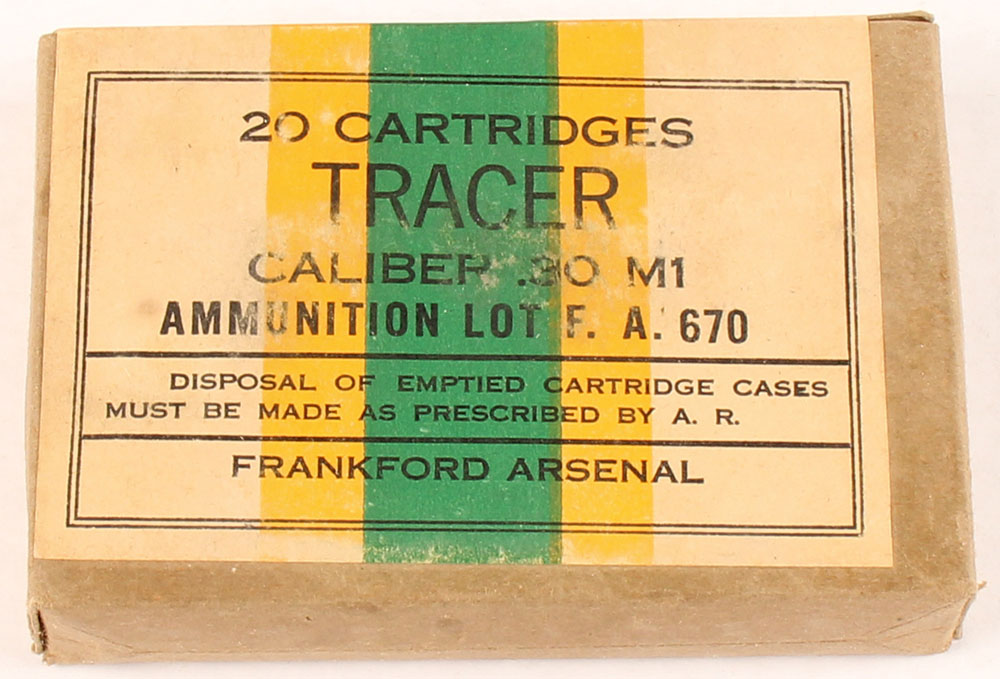 20 CARTRIDGES
TRACER
CALIBER .30 M1
AMMUNITION LOT F. A. 670
DISPOSAL OF EMPTIED CARTRIDGE CASES
MUST BE MADE AS PRESCRIBED BY A. R.
FRANKFORD ARSENAL